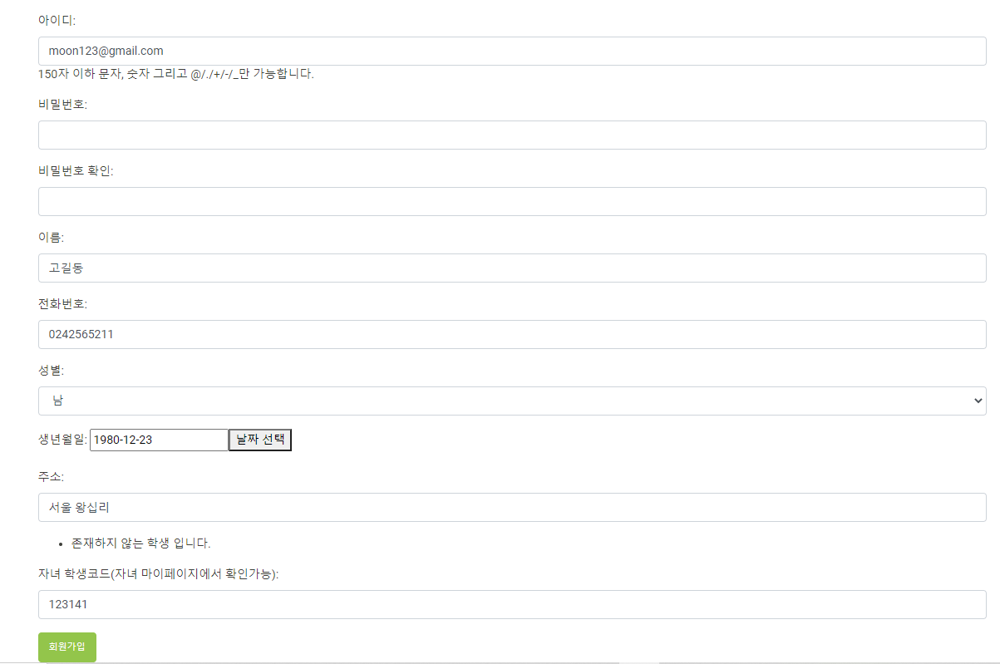 아이디:
moon123@gmail.com
150자 이하 문자, 숫자 그리고 @/./+/-/_만 가능합니다.
비밀번호:
비밀번호 확인:
이름:
고길동
전화번호:
0242565211
성별:
남
생년월일: 1980-12-23 날짜 선택
주소:
서울 왕십리
• 존재하지 않는 학생 입니다.
자녀 학생코드(자녀 마이페이지에서 확인가능):
123141
회원가입